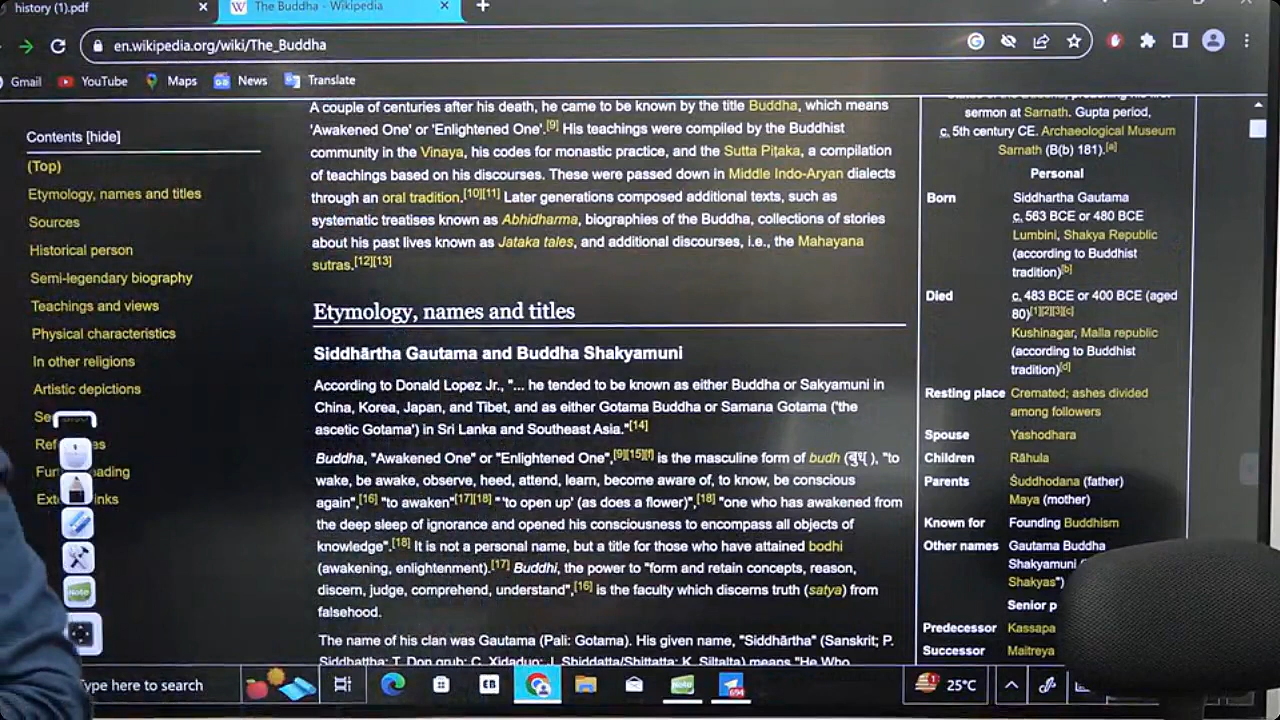 history (1).pdf
The Buddha - Wikipedia
en.wikipedia.org/wiki/The_Buddha
Gmail
YouTube
Maps
News
Translate
Contents [hide]
(Top)
Etymology, names and titles
Sources
Historical person
Semi-legendary biography
Teachings and views
Physical characteristics
In other religions
Artistic depictions
A couple of centuries after his death, he came to be known by the title Buddha, which means
'Awakened One' or 'Enlightened One'.[9] His teachings were compiled by the Buddhist
community in the Vinaya, his codes for monastic practice, and the Sutta Piṭaka, a compilation
of teachings based on his discourses. These were passed down in Middle Indo-Aryan dialects
through an oral tradition.[10][11] Later generations composed additional texts, such as
systematic treatises known as Abhidharma, biographies of the Buddha, collections of stories
about his past lives known as Jataka tales, and additional discourses, i.e., the Mahayana
sutras.[12][13]
Etymology, names and titles
Siddhārtha Gautama and Buddha Shakyamuni
According to Donald Lopez Jr., "... he tended to be known as either Buddha or Sakyamuni in
China, Korea, Japan, and Tibet, and as either Gotama Buddha or Samana Gotama ('the
ascetic Gotama') in Sri Lanka and Southeast Asia."[14]
Buddha, "Awakened One" or "Enlightened One",[9][15][f] is the masculine form of budh (बुध् ), "to
wake, be awake, observe, heed, attend, learn, become aware of, to know, be conscious
again",[16] "to awaken"[17][18] "'to open up' (as does a flower)",[18] "one who has awakened from
the deep sleep of ignorance and opened his consciousness to encompass all objects of
knowledge".[18] It is not a personal name, but a title for those who have attained bodhi
(awakening, enlightenment).[17] Buddhi, the power to "form and retain concepts, reason,
discern, judge, comprehend, understand",[16] is the faculty which discerns truth (satya) from
falsehood.
The name of his clan was Gautama (Pali: Gotama). His given name, "Siddhārtha" (Sanskrit; P.
sermon at Sarnath. Gupta period,
c. 5th century CE. Archaeological Museum
Sarnath (B(b) 181).[a]
Personal
Born Siddhartha Gautama
c. 563 BCE or 480 BCE
Lumbini, Shakya Republic
(according to Buddhist
tradition)[b]
Died c. 483 BCE or 400 BCE (aged
80)[1][2][3][c]
Kushinagar, Malla republic
(according to Buddhist
tradition)[d]
Resting place Cremated; ashes divided
among followers
Spouse Yashodhara
Children Rāhula
Parents Śuddhodana (father)
Maya (mother)
Known for Founding Buddhism
Other names Gautama Buddha
Shakyamuni
Shakyas")
Senior p
Predecessor Kassapa
Successor Maitreya
Type here to search
Note
694
25°C